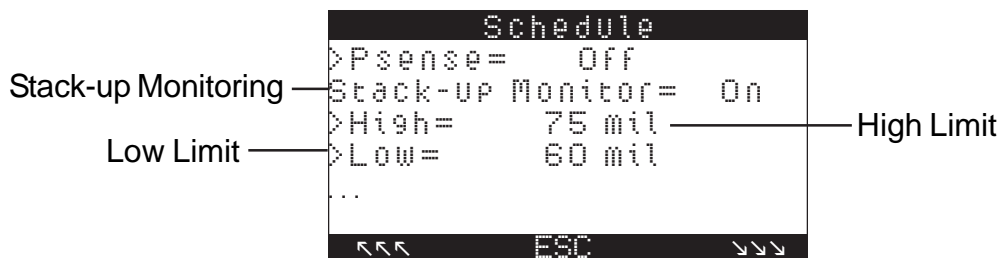 Schedule
>Psense= Off
Stack-up Monitoring
Stack-UP Monitor= On
>High= 75 mil
High Limit
Low Limit
>Low= 60 mil
...
↖↖↖ ESC ↘↘↘